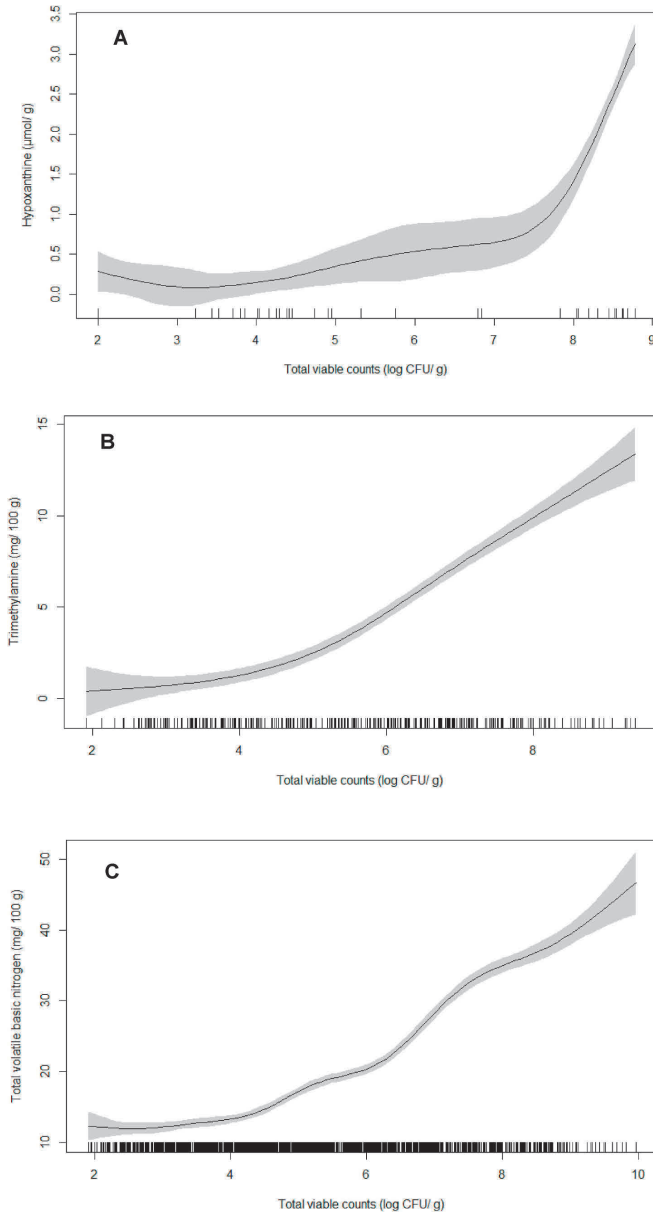 A
Hypoxanthine (μmol/ g)
3.5
3.0
2.5
2.0
1.5
1.0
0.5
0.0
2 3 4 5 6 7 8 9
Total viable counts (log CFU/ g)
B
Trimethylamine (mg/ 100 g)
15
10
5
0
2 4 6 8
Total viable counts (log CFU/ g)
C
Total volatile basic nitrogen (mg/ 100 g)
50
40
30
20
10
2 4 6 8 10
Total viable counts (log CFU/ g)